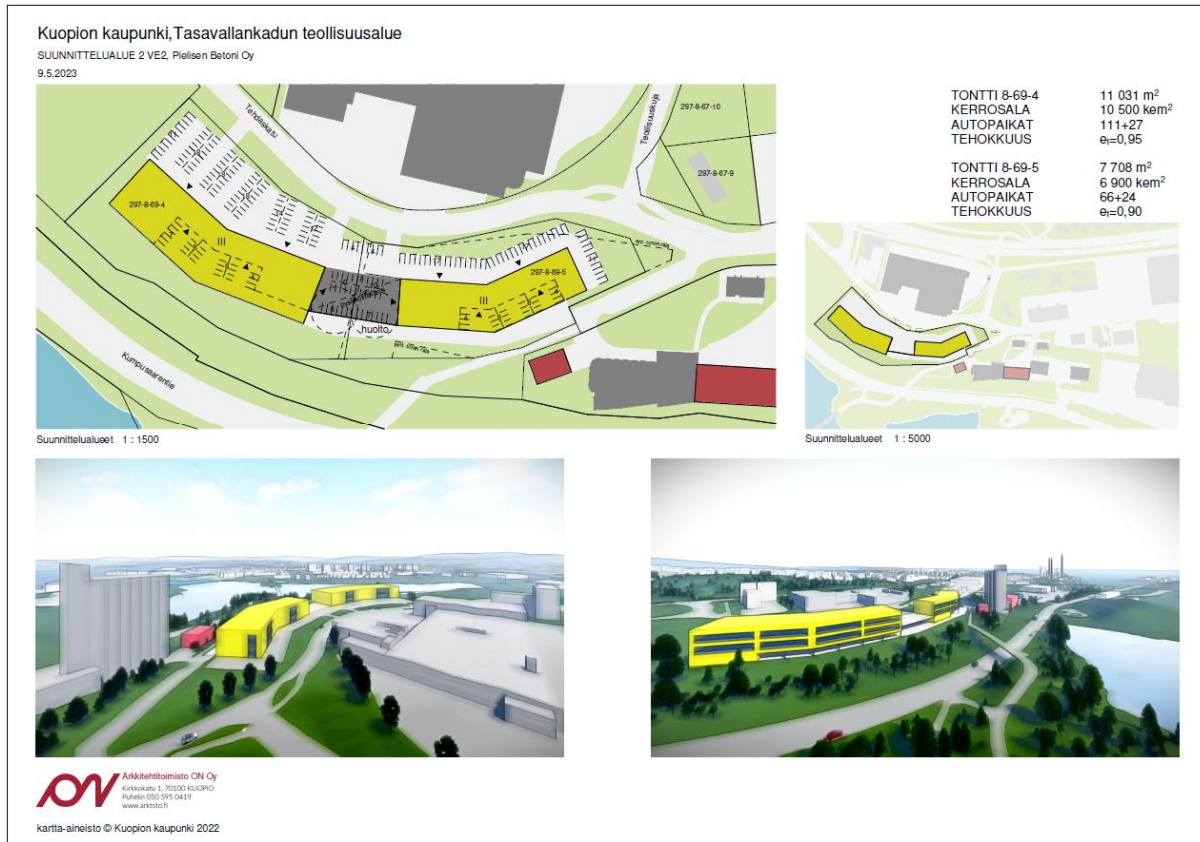 Kuopion kaupunki,Tasavallankadun teollisuusalue
SUUNNITTELUALUE 2 VE2, Pielisen Betoni Oy
9.5.2023
TONTTI 8-69-4 11 031 m²
KERROSALA 10 500 kem²
AUTOPAIKAT 111+27
TEHOKKUUS eₜ=0,95
TONTTI 8-69-5 7 708 m²
KERROSALA 6 900 kem²
AUTOPAIKAT 66+24
TEHOKKUUS eₜ=0,90
Tehdaskatu
Teollisuuskuja
297-8-67-10
297-8-67-9
297-8-69-4
III
297-8-69-5
III
huolto
Kumpusaarentie
Suunnittelualueet 1 : 1500
Suunnittelualueet 1 : 5000
ON
Arkkitehtitoimisto ON Oy
Kirkkokatu 1, 70100 KUOPIO
Puhelin 050 595 0419
www.arktsto.fi
kartta-aineisto © Kuopion kaupunki 2022